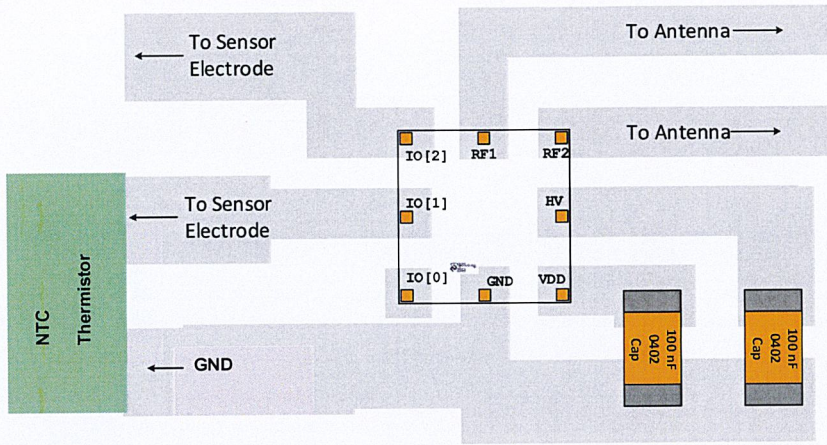 To Sensor
Electrode
To Antenna
To Antenna
IO[2]
RF1
RF2
To Sensor
Electrode
IO[1]
HV
NTC
Thermistor
IO[0]
GND
VDD
GND
100 nF
0402
Cap
100 nF
0402
Cap